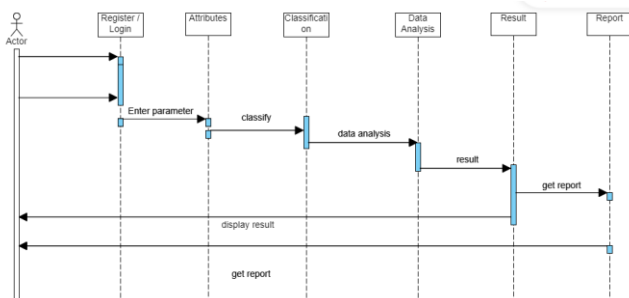 Register /
Login
Attributes
Classificati
on
Data
Analysis
Result
Report
Actor
Enter parameter
classify
data analysis
result
get report
display result
get report